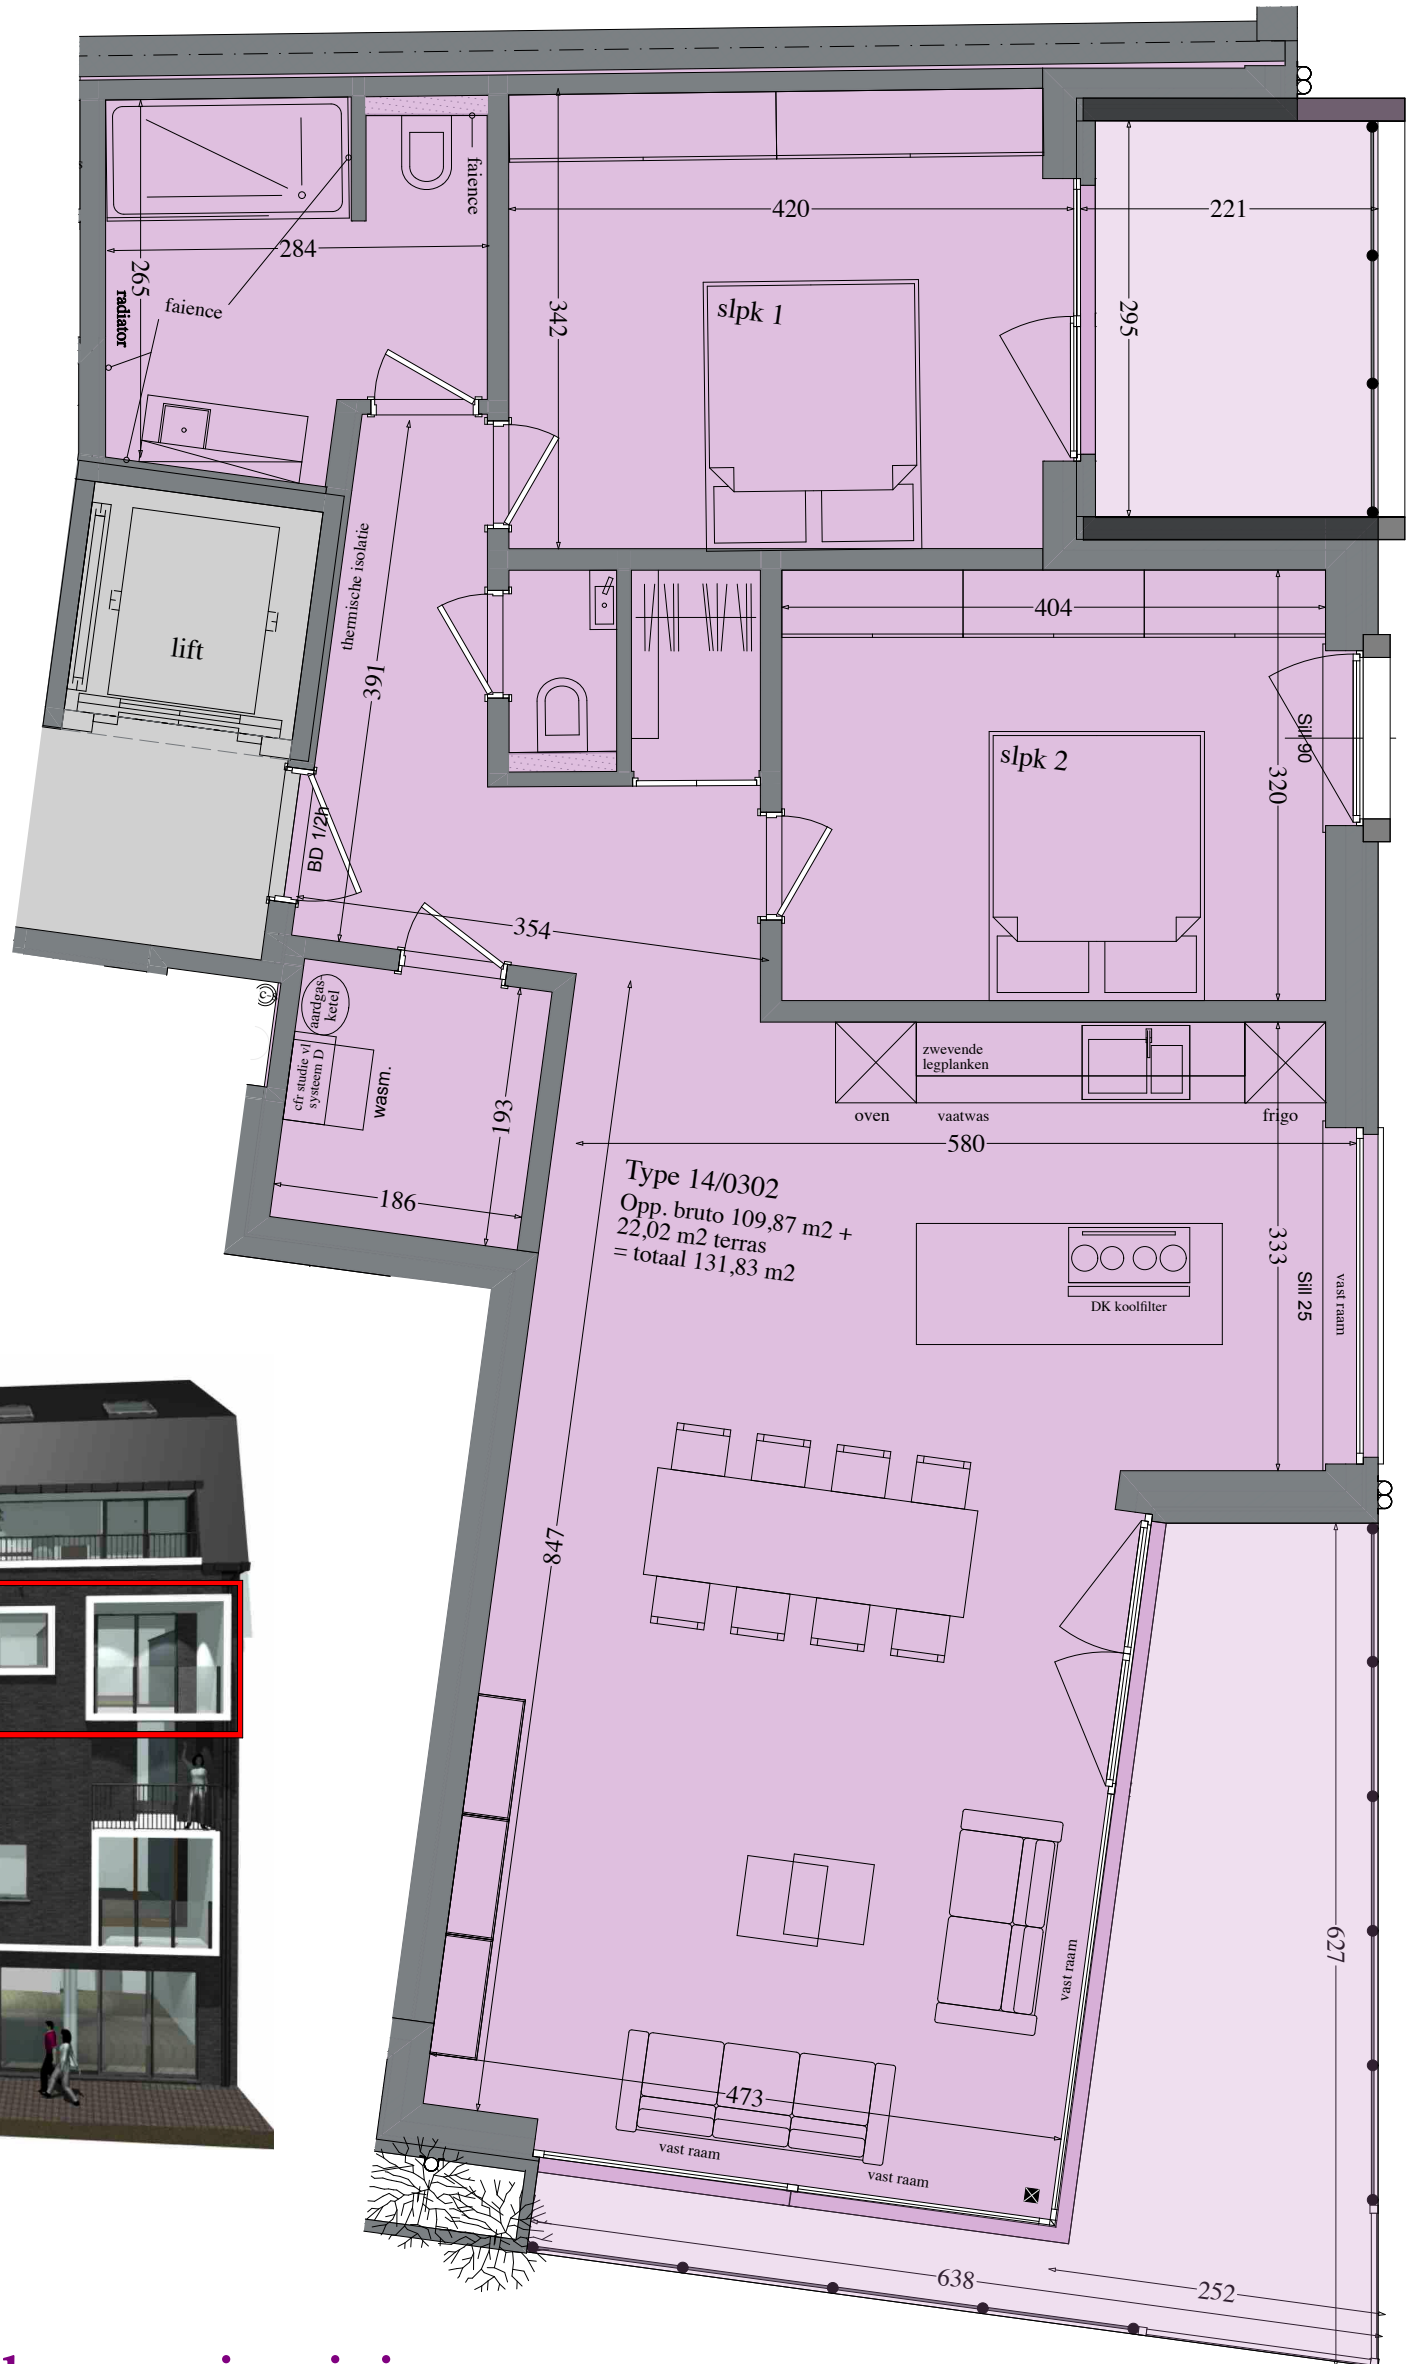 faience
420
221
284
265
radiator
faience
342
slpk 1
295
thermische isolatie
404
lift
391
Sill 90
slpk 2
320
BD 1/2h
354
aardgas-
ketel
cfr studie vl
systeem D
wasm.
193
186
zwevende
legplanken
oven
vaatwas
frigo
580
Type 14/0302
Opp. bruto 109,87 m2 +
22,02 m2 terras
= totaal 131,83 m2
333
Sill 25
vast raam
DK koolfilter
847
627
vast raam
473
vast raam
vast raam
638
252